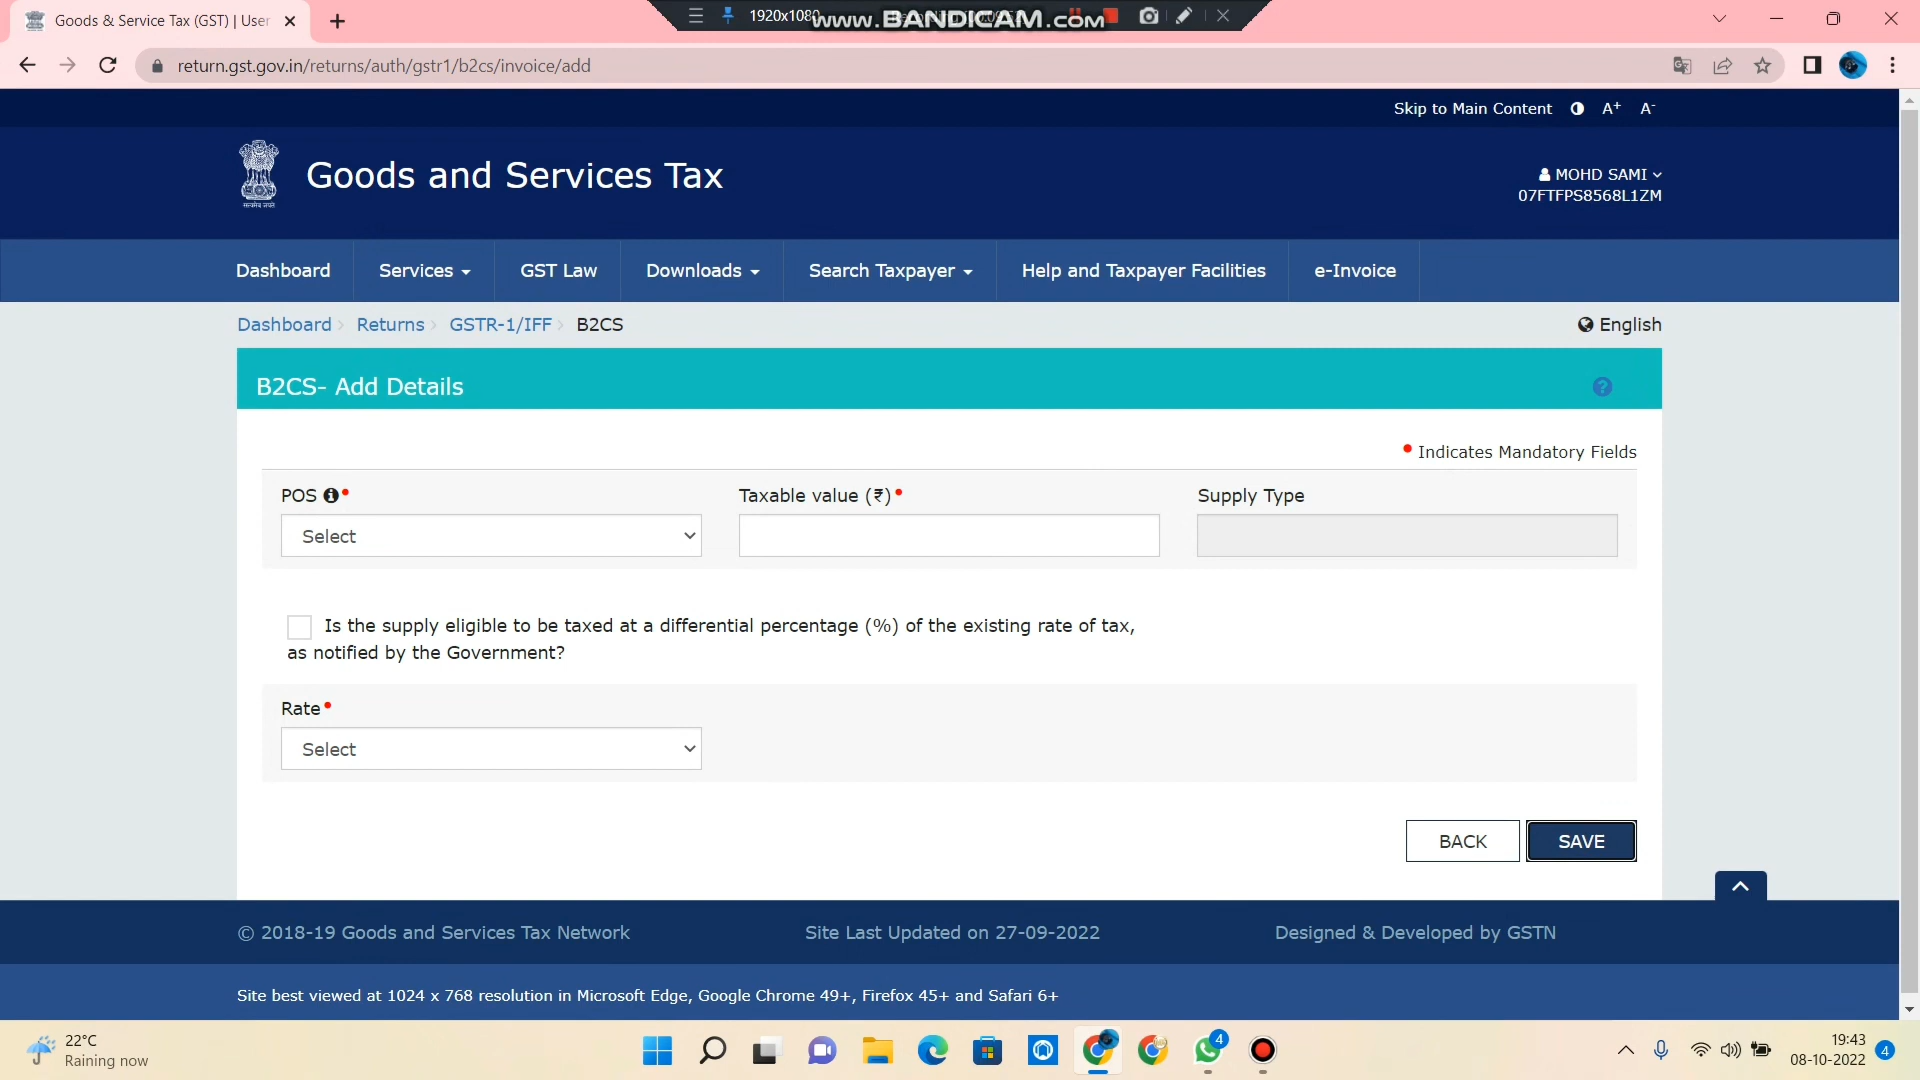 Goods & Service Tax (GST) | User
1920x1080
www.BANDICAM.com
return.gst.gov.in/returns/auth/gstr1/b2cs/invoice/add
Skip to Main Content A+ A-
सत्यमेव जयते
Goods and Services Tax
MOHD SAMI
07FTFPS8568L1ZM
Dashboard Services GST Law Downloads Search Taxpayer Help and Taxpayer Facilities e-Invoice
Dashboard Returns GSTR-1/IFF B2CS
English
B2CS- Add Details
?
• Indicates Mandatory Fields
POS • Taxable value (₹)• Supply Type
Select
Is the supply eligible to be taxed at a differential percentage (%) of the existing rate of tax,
as notified by the Government?
Rate•
Select
BACK SAVE
© 2018-19 Goods and Services Tax Network Site Last Updated on 27-09-2022 Designed & Developed by GSTN
Site best viewed at 1024 x 768 resolution in Microsoft Edge, Google Chrome 49+, Firefox 45+ and Safari 6+
22°C
Raining now
4
19:43
08-10-2022
4